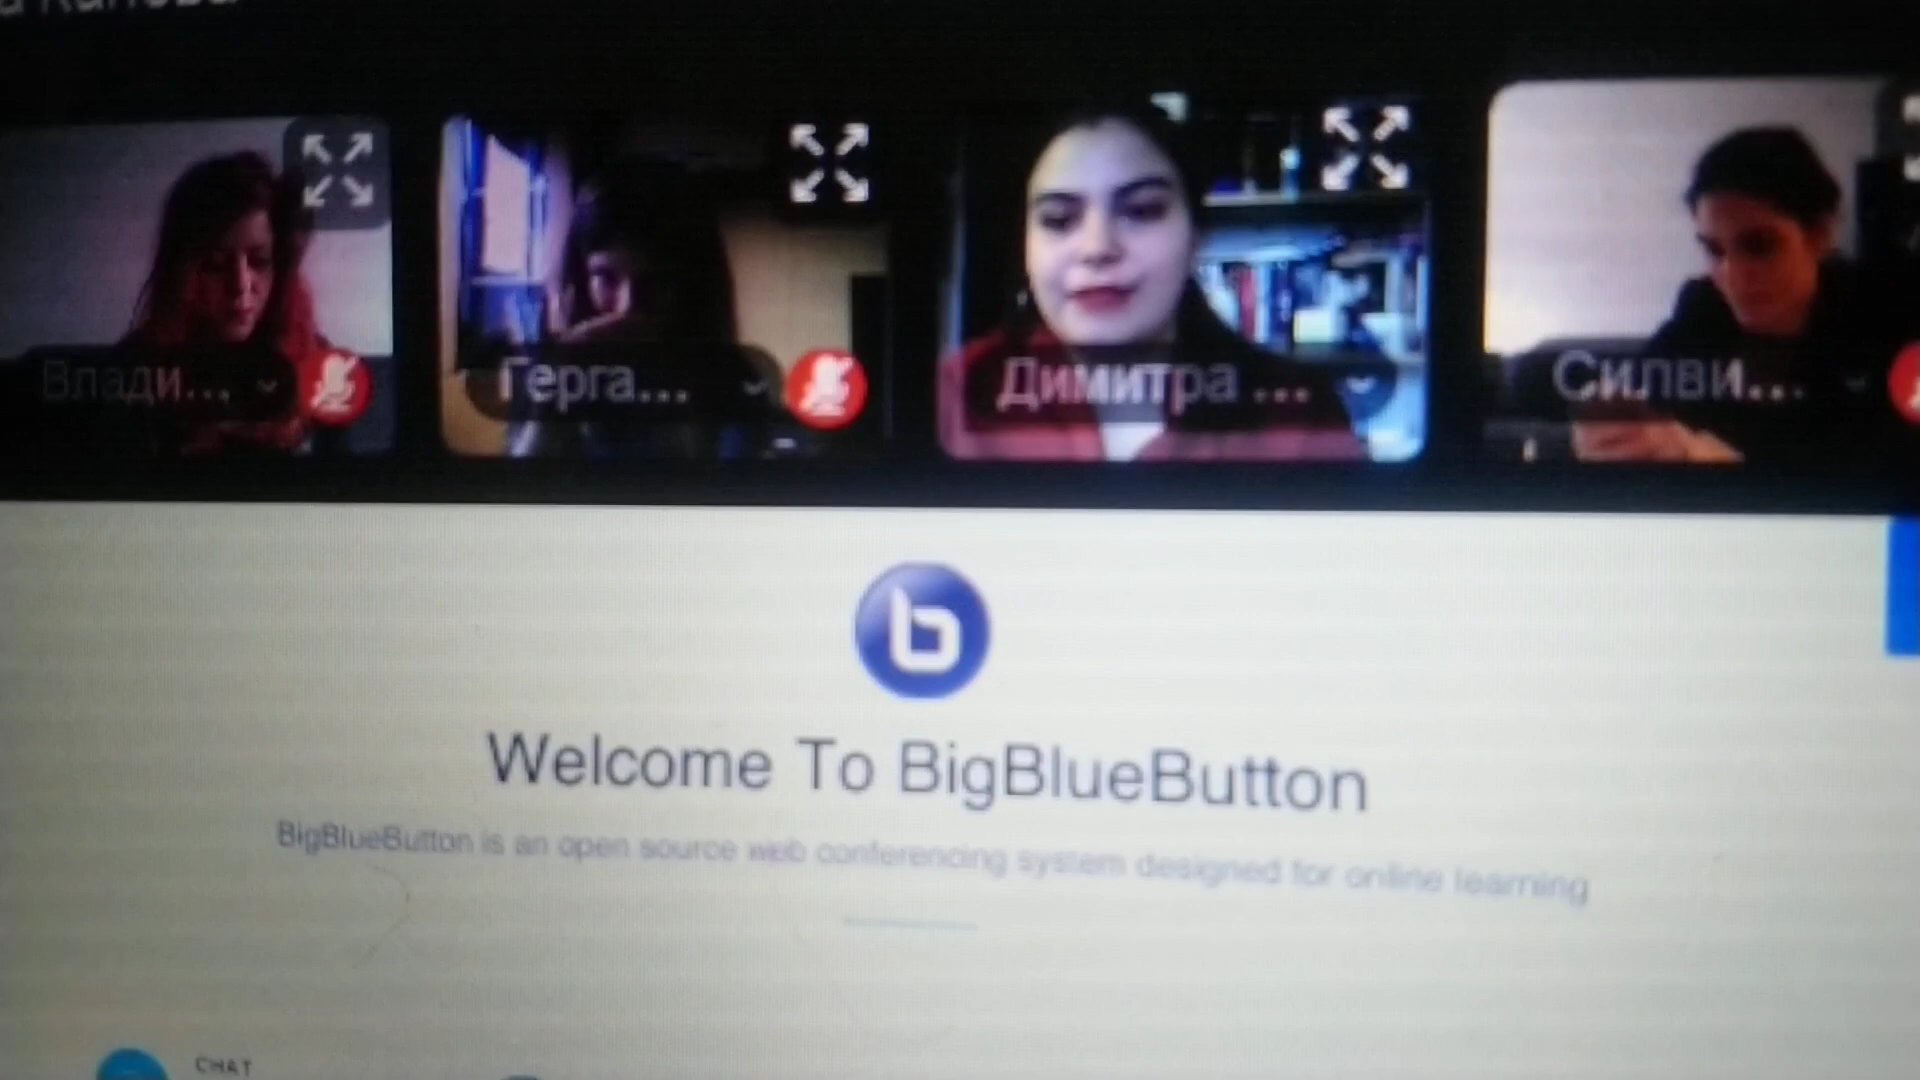 Влади...
Герга...
Димитра ...
Силви...
Welcome To BigBlueButton
BigBlueButton is an open source web conferencing system designed for online learning
CHAT